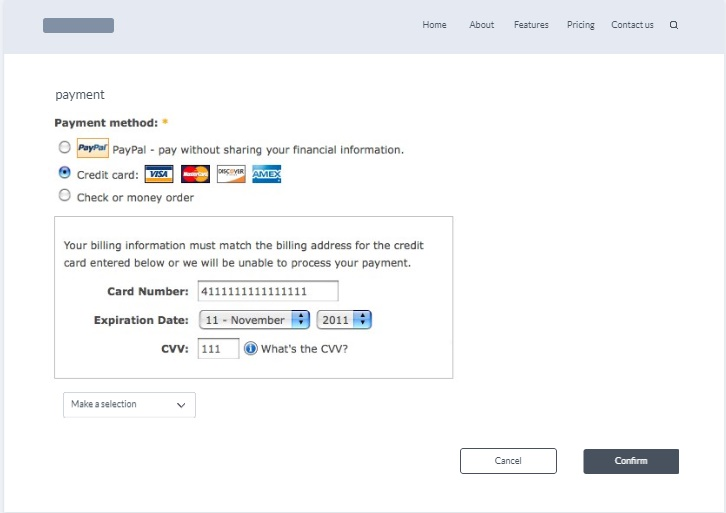 Home About Features Pricing Contact us
payment
Payment method: *
PayPal PayPal - pay without sharing your financial information.
Credit card: VISA MasterCard DISCOVER AMEX
Check or money order
Your billing information must match the billing address for the credit
card entered below or we will be unable to process your payment.
Card Number: 4111111111111111
Expiration Date: 11 - November 2011
CVV: 111 What's the CVV?
Make a selection
Cancel Confirm